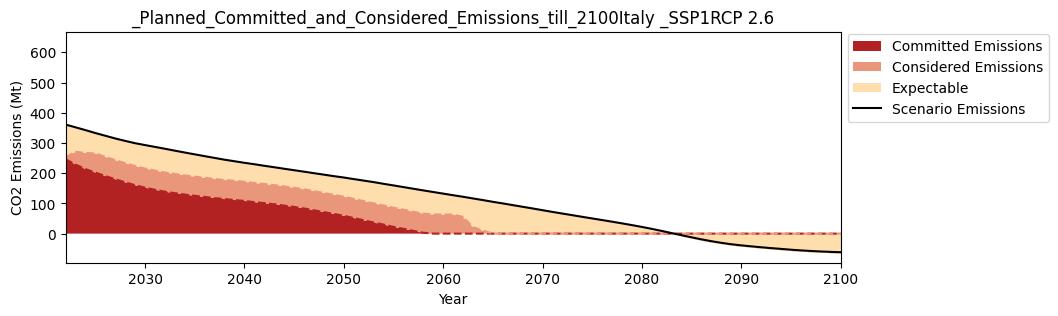 _Planned_Committed_and_Considered_Emissions_till_2100Italy _SSP1RCP 2.6
CO2 Emissions (Mt)
600
500
400
300
200
100
0
2030
2040
2050
2060
2070
2080
2090
2100
Year
Committed Emissions
Considered Emissions
Expectable
Scenario Emissions